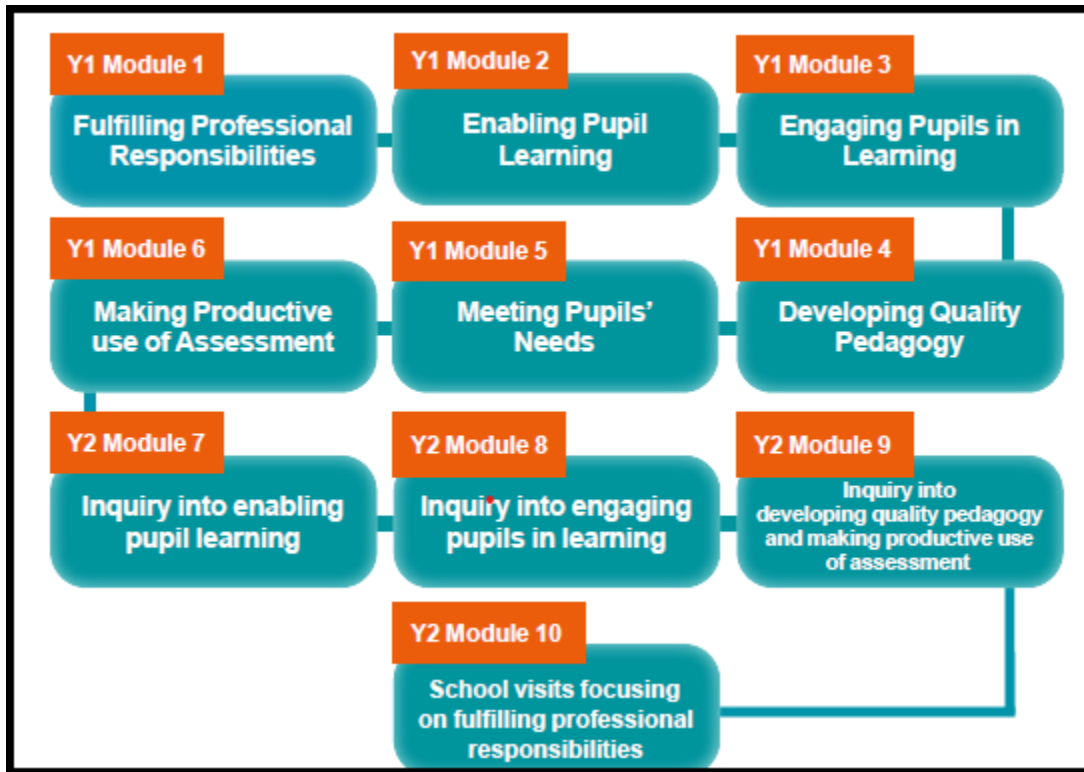 Y1 Module 1
Fulfilling Professional
Responsibilities
Y1 Module 2
Enabling Pupil
Learning
Y1 Module 3
Engaging Pupils in
Learning
Y1 Module 4
Developing Quality
Pedagogy
Y1 Module 5
Meeting Pupils'
Needs
Y1 Module 6
Making Productive
use of Assessment
Y2 Module 7
Inquiry into enabling
pupil learning
Y2 Module 8
Inquiry into engaging
pupils in learning
Y2 Module 9
Inquiry into
developing quality pedagogy
and making productive use
of assessment
Y2 Module 10
School visits focusing
on fulfilling professional
responsibilities